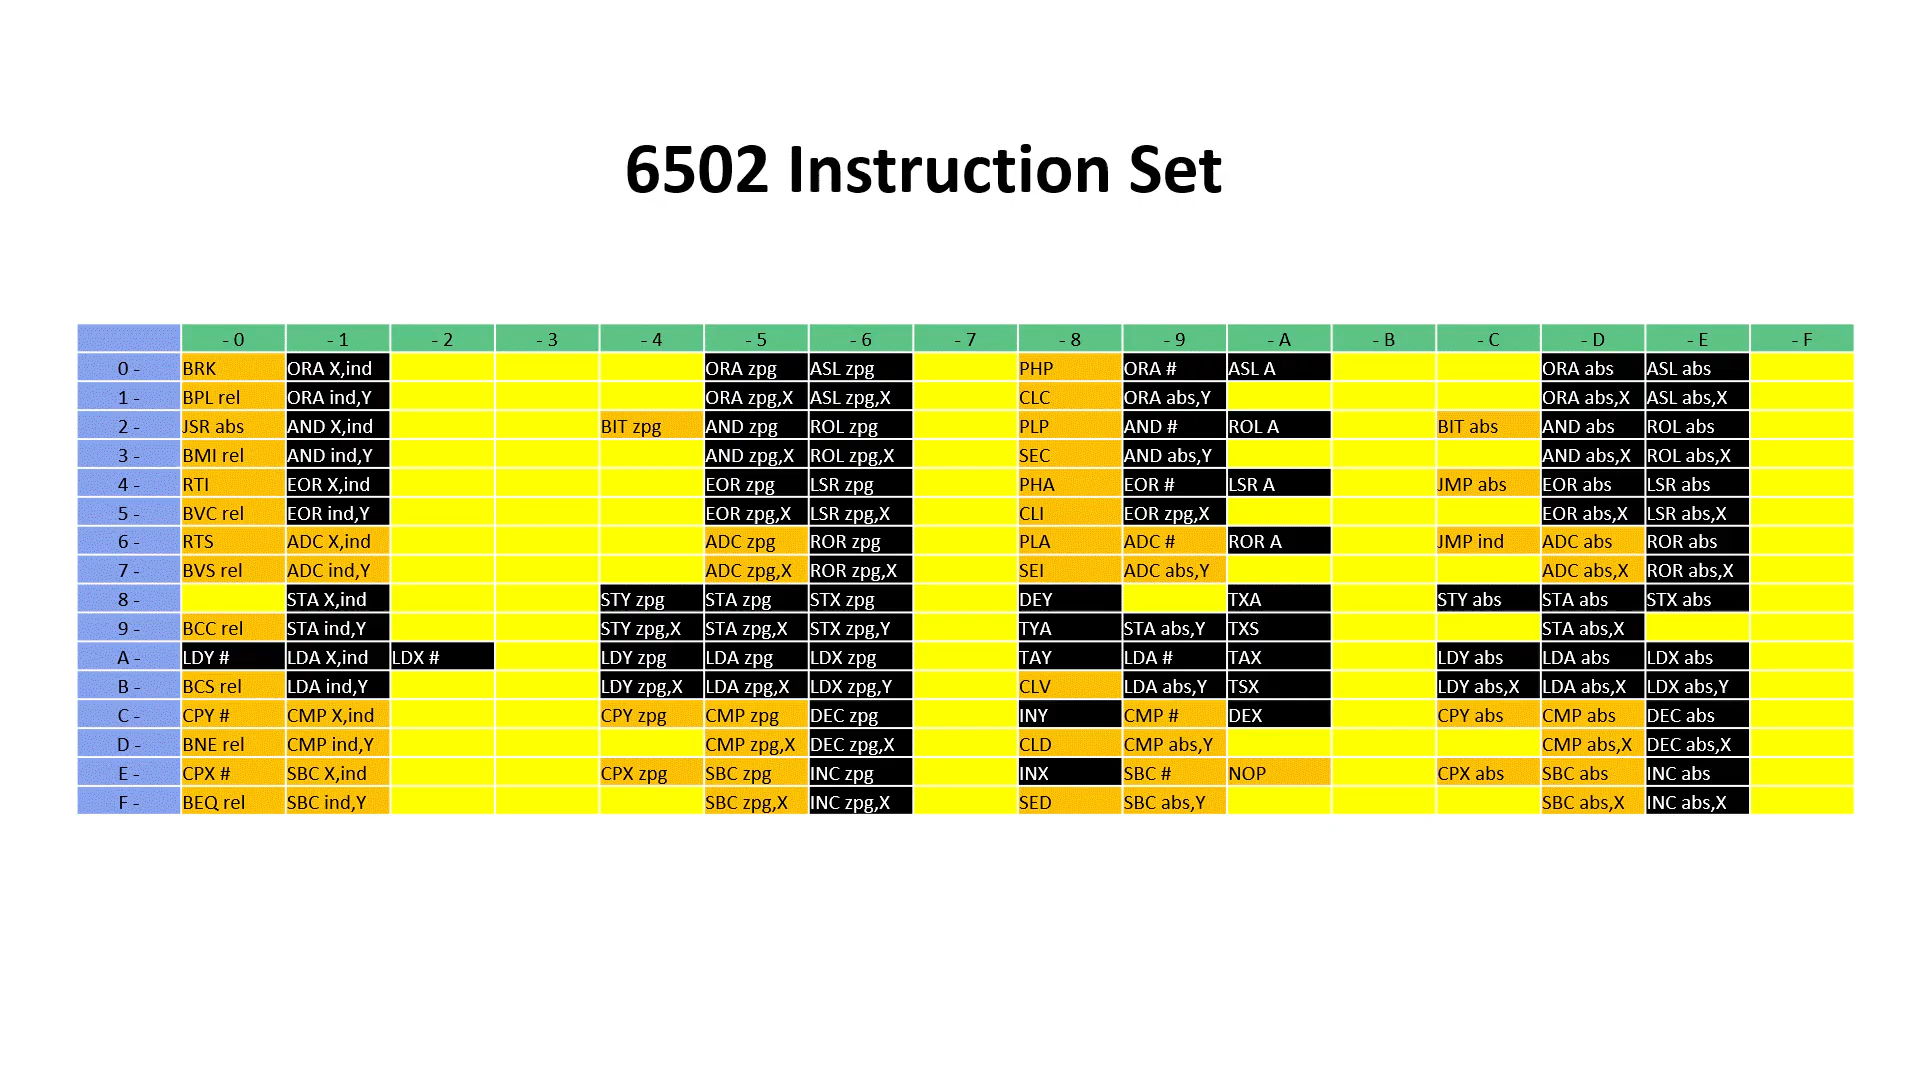 6502 Instruction Set
- 0 - 1 - 2 - 3 - 4 - 5 - 6 - 7 - 8 - 9 - A - B - C - D - E - F
0 - BRK ORA X,ind ORA zpg ASL zpg PHP ORA # ASL A ORA abs ASL abs
1 - BPL rel ORA ind,Y ORA zpg,X ASL zpg,X CLC ORA abs,Y ORA abs,X ASL abs,X
2 - JSR abs AND X,ind BIT zpg AND zpg ROL zpg PLP AND # ROL A BIT abs AND abs ROL abs
3 - BMI rel AND ind,Y AND zpg,X ROL zpg,X SEC AND abs,Y AND abs,X ROL abs,X
4 - RTI EOR X,ind EOR zpg LSR zpg PHA EOR # LSR A JMP abs EOR abs LSR abs
5 - BVC rel EOR ind,Y EOR zpg,X LSR zpg,X CLI EOR zpg,X EOR abs,X LSR abs,X
6 - RTS ADC X,ind ADC zpg ROR zpg PLA ADC # ROR A JMP ind ADC abs ROR abs
7 - BVS rel ADC ind,Y ADC zpg,X ROR zpg,X SEI ADC abs,Y ADC abs,X ROR abs,X
8 - STA X,ind STY zpg STA zpg STX zpg DEY TXA STY abs STA abs STX abs
9 - BCC rel STA ind,Y STY zpg,X STA zpg,X STX zpg,Y TYA STA abs,Y TXS STA abs,X
A - LDY # LDA X,ind LDX # LDY zpg LDA zpg LDX zpg TAY LDA # TAX LDY abs LDA abs LDX abs
B - BCS rel LDA ind,Y LDY zpg,X LDA zpg,X LDX zpg,Y CLV LDA abs,Y TSX LDY abs,X LDA abs,X LDX abs,Y
C - CPY # CMP X,ind CPY zpg CMP zpg DEC zpg INY CMP # DEX CPY abs CMP abs DEC abs
D - BNE rel CMP ind,Y CMP zpg,X DEC zpg,X CLD CMP abs,Y CMP abs,X DEC abs,X
E - CPX # SBC X,ind CPX zpg SBC zpg INC zpg INX SBC # NOP CPX abs SBC abs INC abs
F - BEQ rel SBC ind,Y SBC zpg,X INC zpg,X SED SBC abs,Y SBC abs,X INC abs,X